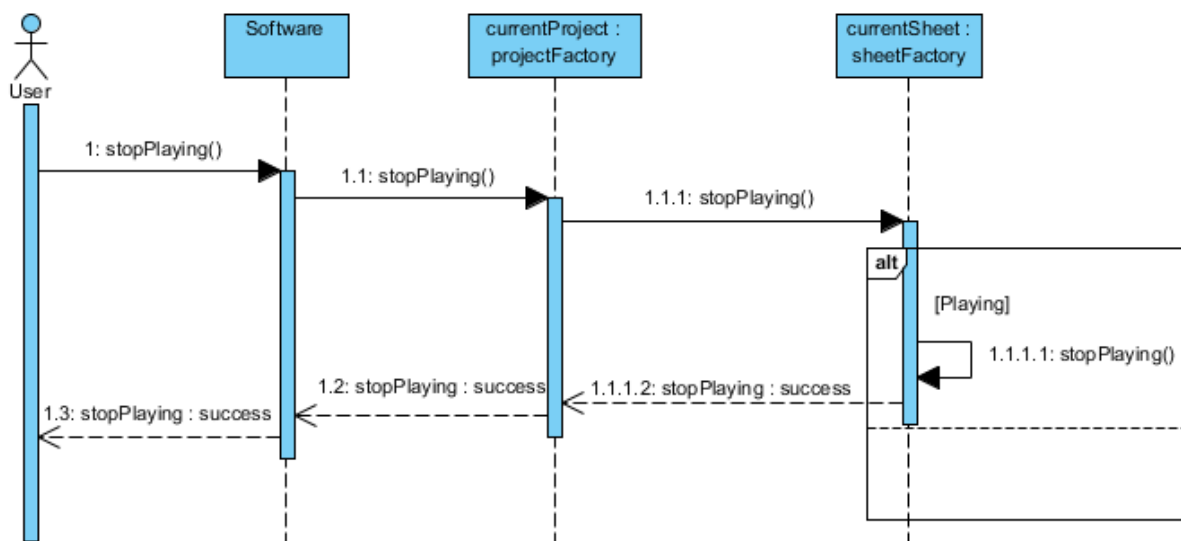 Software
currentProject :
projectFactory
currentSheet :
sheetFactory
User
1: stopPlaying()
1.1: stopPlaying()
1.1.1: stopPlaying()
alt
[Playing]
1.1.1.1: stopPlaying()
1.1.1.2: stopPlaying : success
1.2: stopPlaying : success
1.3: stopPlaying : success